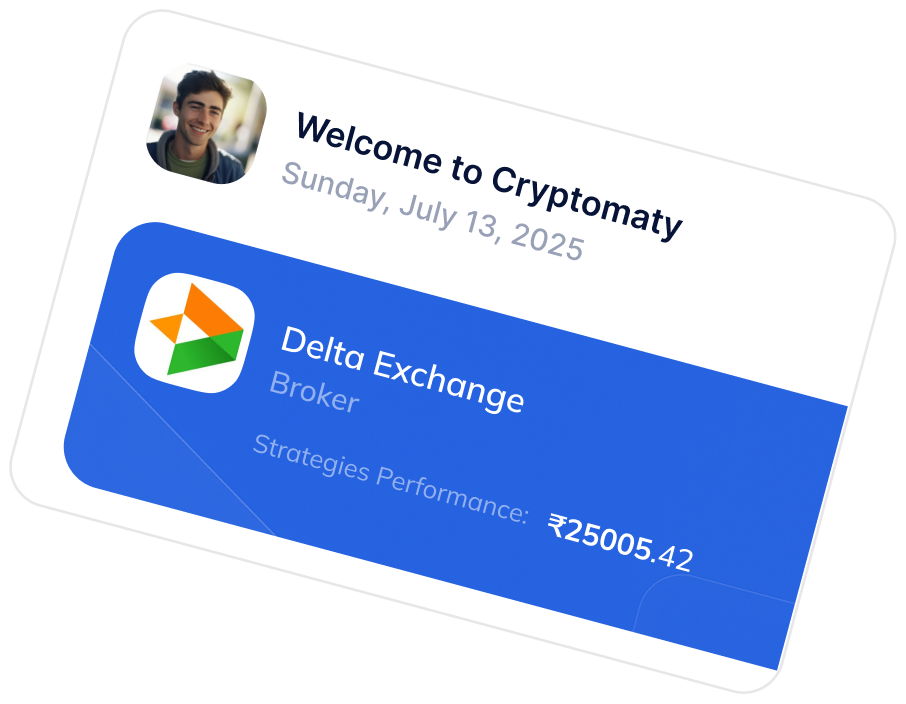 Welcome to Cryptomaty
Sunday, July 13, 2025
Delta Exchange
Broker
Strategies Performance: ₹25005.42